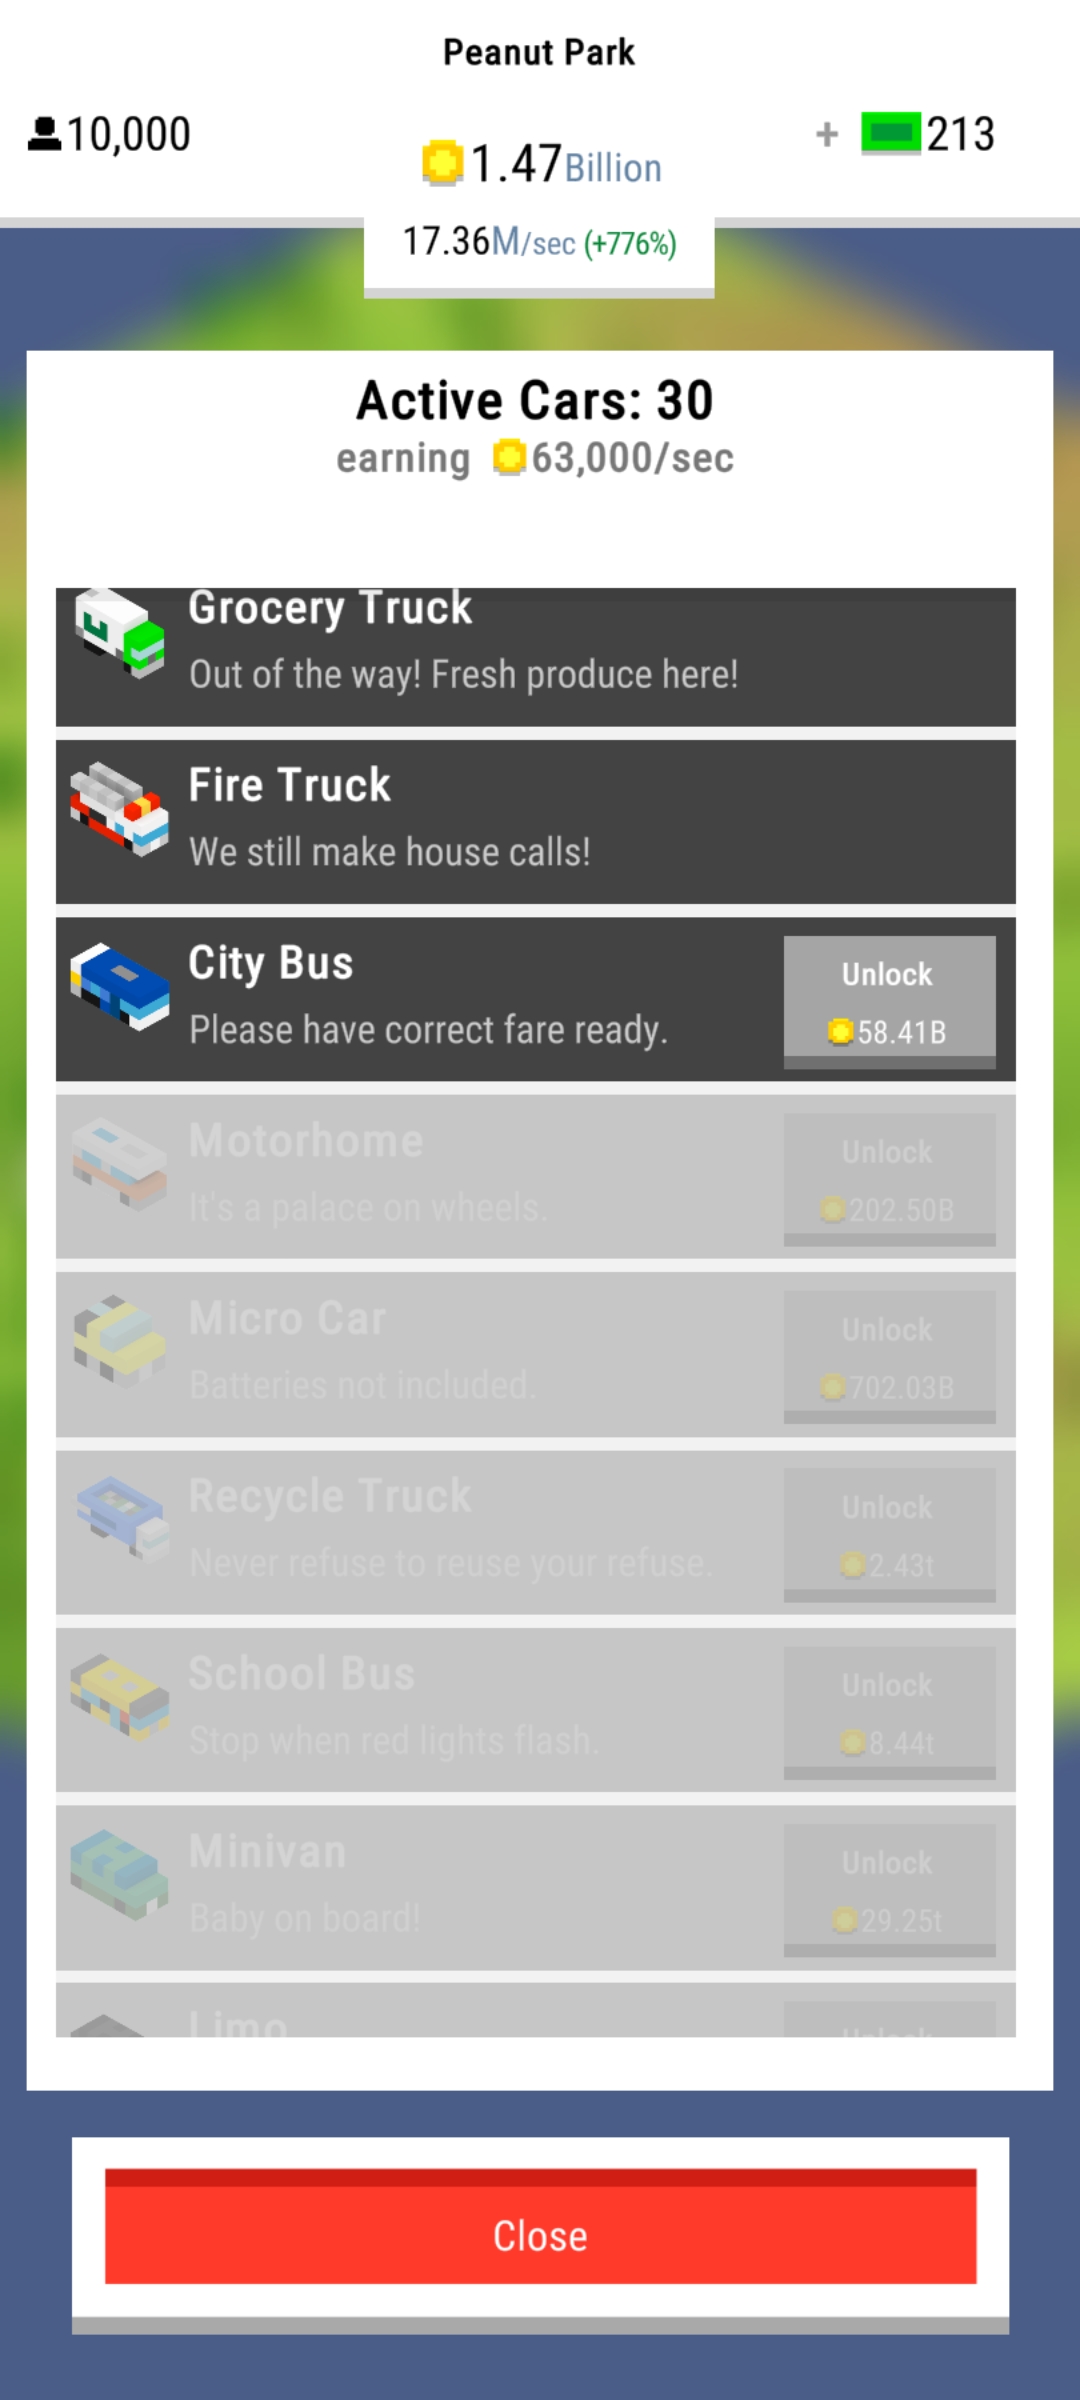 Peanut Park
10,000
1.47Billion
+ 213
17.36M/sec (+776%)
Active Cars: 30
earning 63,000/sec
Grocery Truck
Out of the way! Fresh produce here!
Fire Truck
We still make house calls!
City Bus
Please have correct fare ready.
Unlock
58.41B
Motorhome
It's a palace on wheels.
Unlock
202.50B
Micro Car
Batteries not included.
Unlock
702.03B
Recycle Truck
Never refuse to reuse your refuse.
Unlock
2.43t
School Bus
Stop when red lights flash.
Unlock
8.44t
Minivan
Baby on board!
Unlock
29.25t
Limo
Unlock
Close